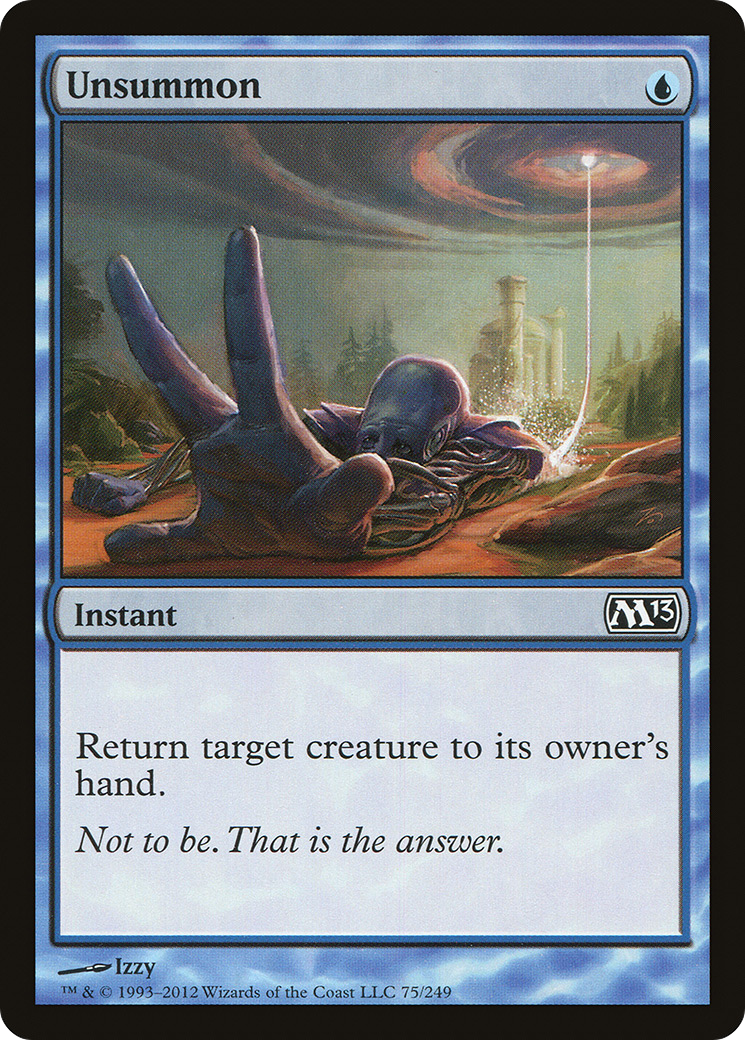 Unsummon
Instant
M13
Return target creature to its owner's
hand.
Not to be. That is the answer.
Izzy
™ & © 1993–2012 Wizards of the Coast LLC 75/249